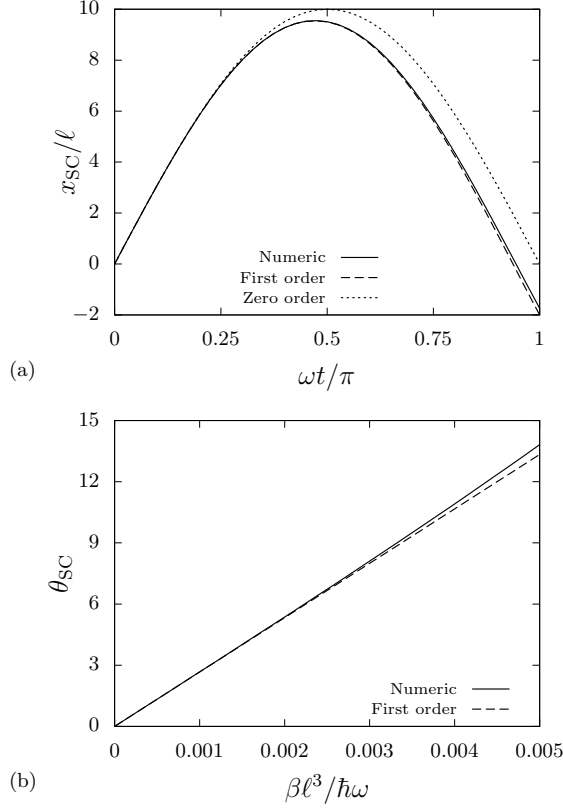 10
8
6
4
2
0
−2
x_SC/ℓ
Numeric
First order
Zero order
0 0.25 0.5 0.75 1
(a)
ωt/π
15
12
9
6
3
0
θ_SC
Numeric
First order
0 0.001 0.002 0.003 0.004 0.005
(b)
βℓ³/ħω